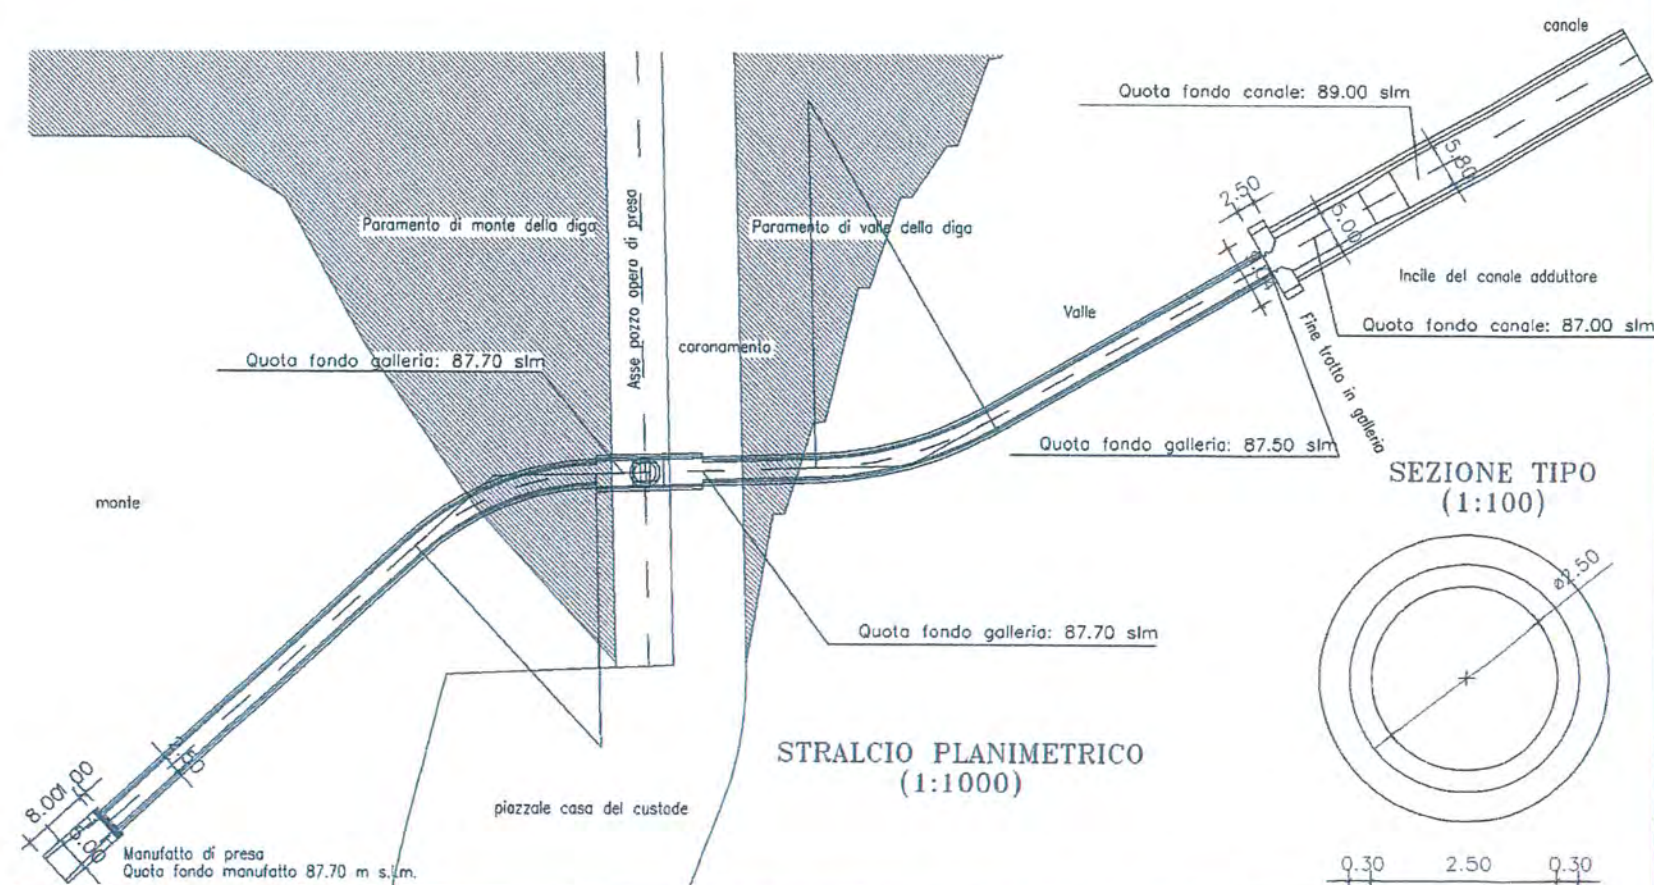 canale
Quota fondo canale: 89.00 slm
5.80
2.50
5.00
Paramento di monte della diga
Asse pozzo opera di presa
Paramento di valle della diga
Incile del canale adduttore
Valle
Quota fondo canale: 87.00 slm
coronamento
Fine tratto in galleria
Quota fondo galleria: 87.70 slm
Quota fondo galleria: 87.50 slm
SEZIONE TIPO
(1:100)
monte
ø2.50
Quota fondo galleria: 87.70 slm
STRALCIO PLANIMETRICO
(1:1000)
2.50
8.00
1.00
5.00
piazzale casa del custode
Manufatto di presa
Quota fondo manufatto 87.70 m s.l.m.
0.30 2.50 0.30